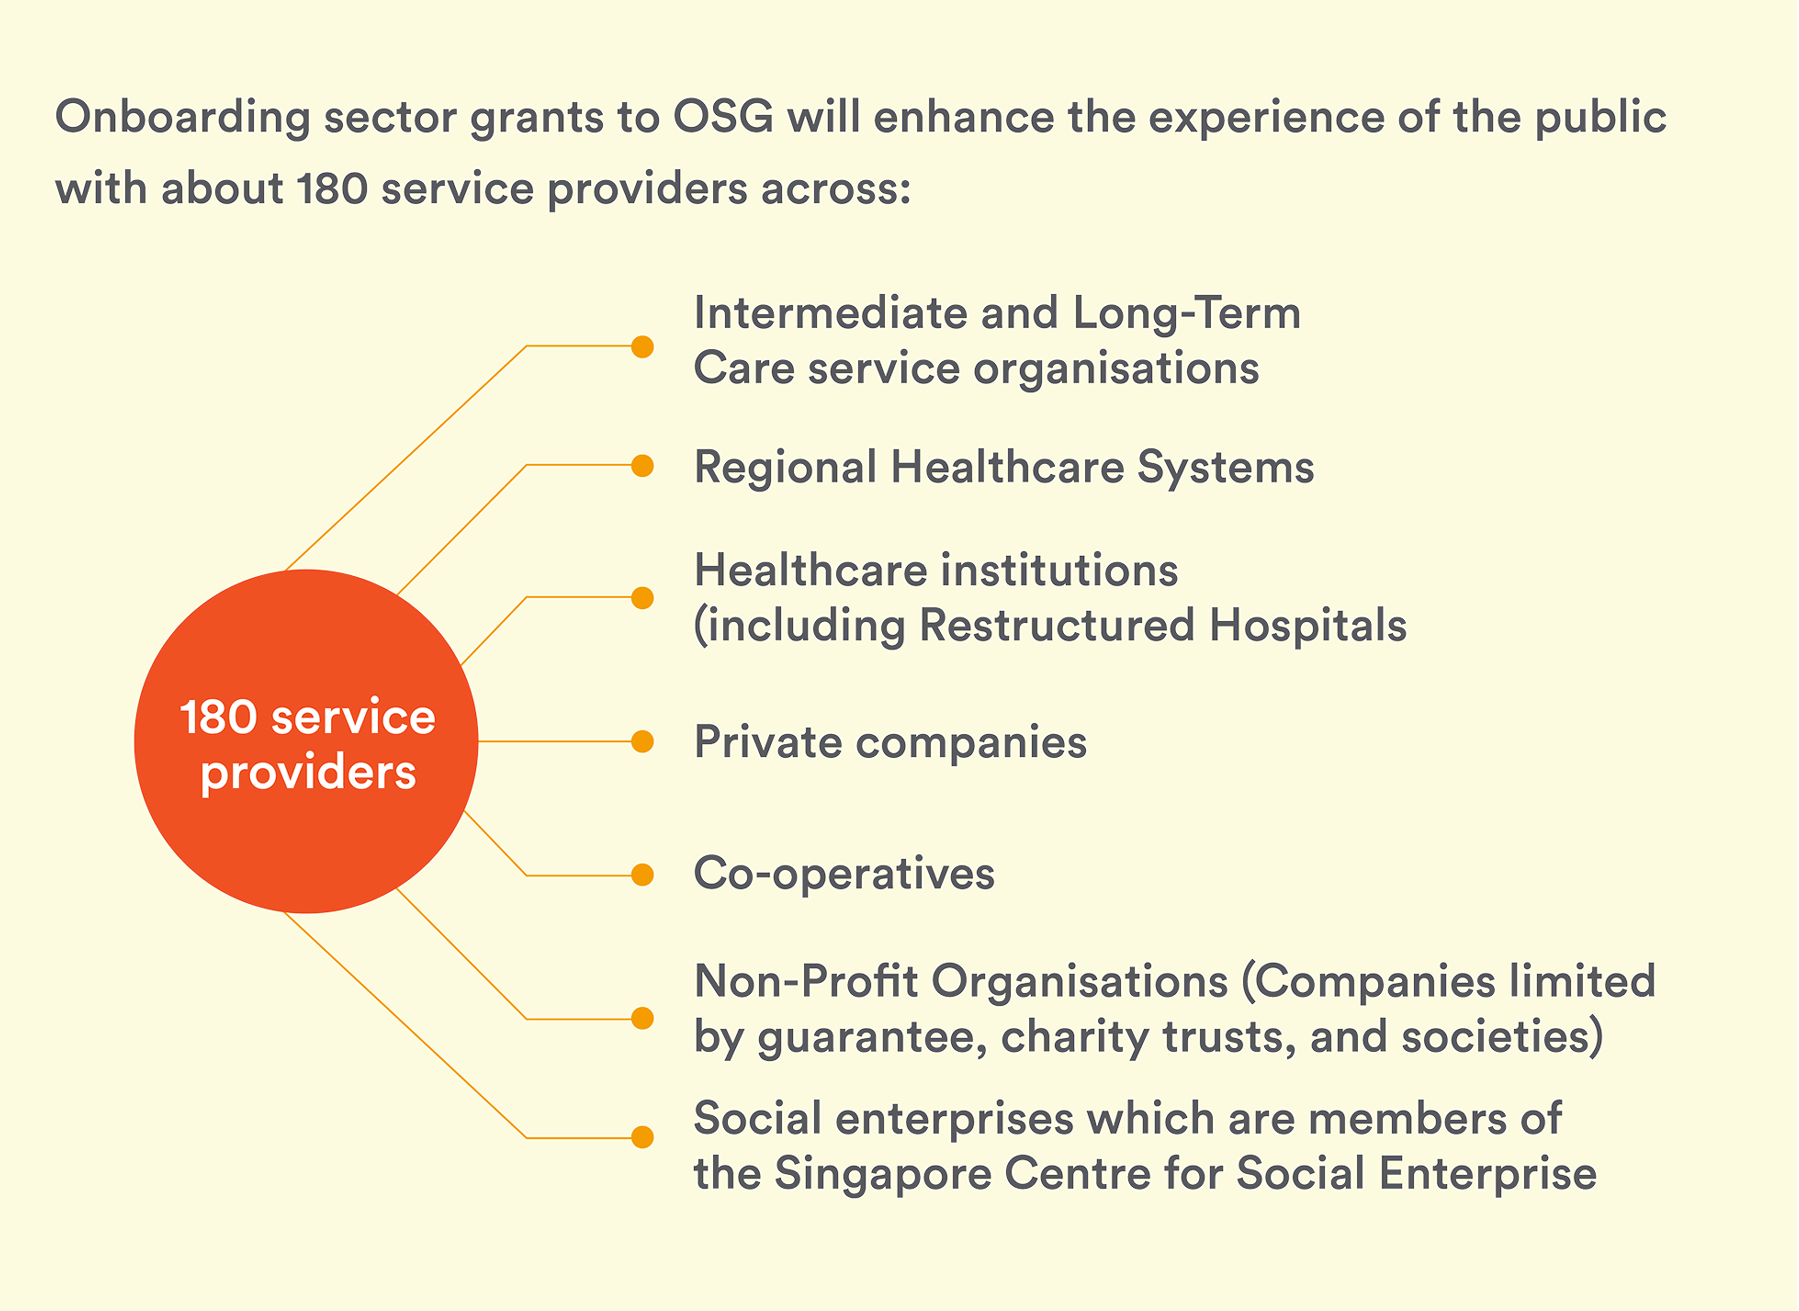 Onboarding sector grants to OSG will enhance the experience of the public
with about 180 service providers across:
Intermediate and Long-Term
Care service organisations
Regional Healthcare Systems
Healthcare institutions
(including Restructured Hospitals
180 service
providers
Private companies
Co-operatives
Non-Profit Organisations (Companies limited
by guarantee, charity trusts, and societies)
Social enterprises which are members of
the Singapore Centre for Social Enterprise